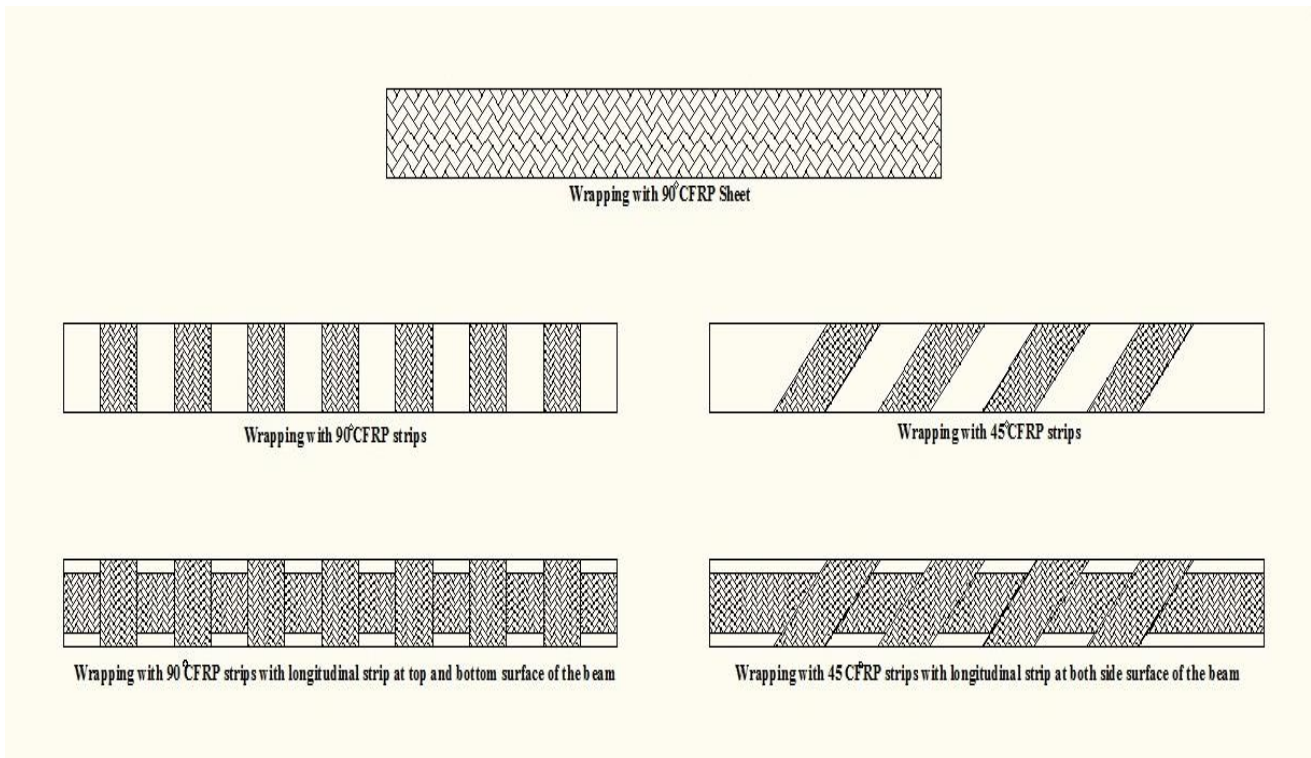 Wrapping with 90°CFRP Sheet
Wrapping with 90°CFRP strips
Wrapping with 45°CFRP strips
Wrapping with 90°CFRP strips with longitudinal strip at top and bottom surface of the beam
Wrapping with 45°CFRP strips with longitudinal strip at both side surface of the beam